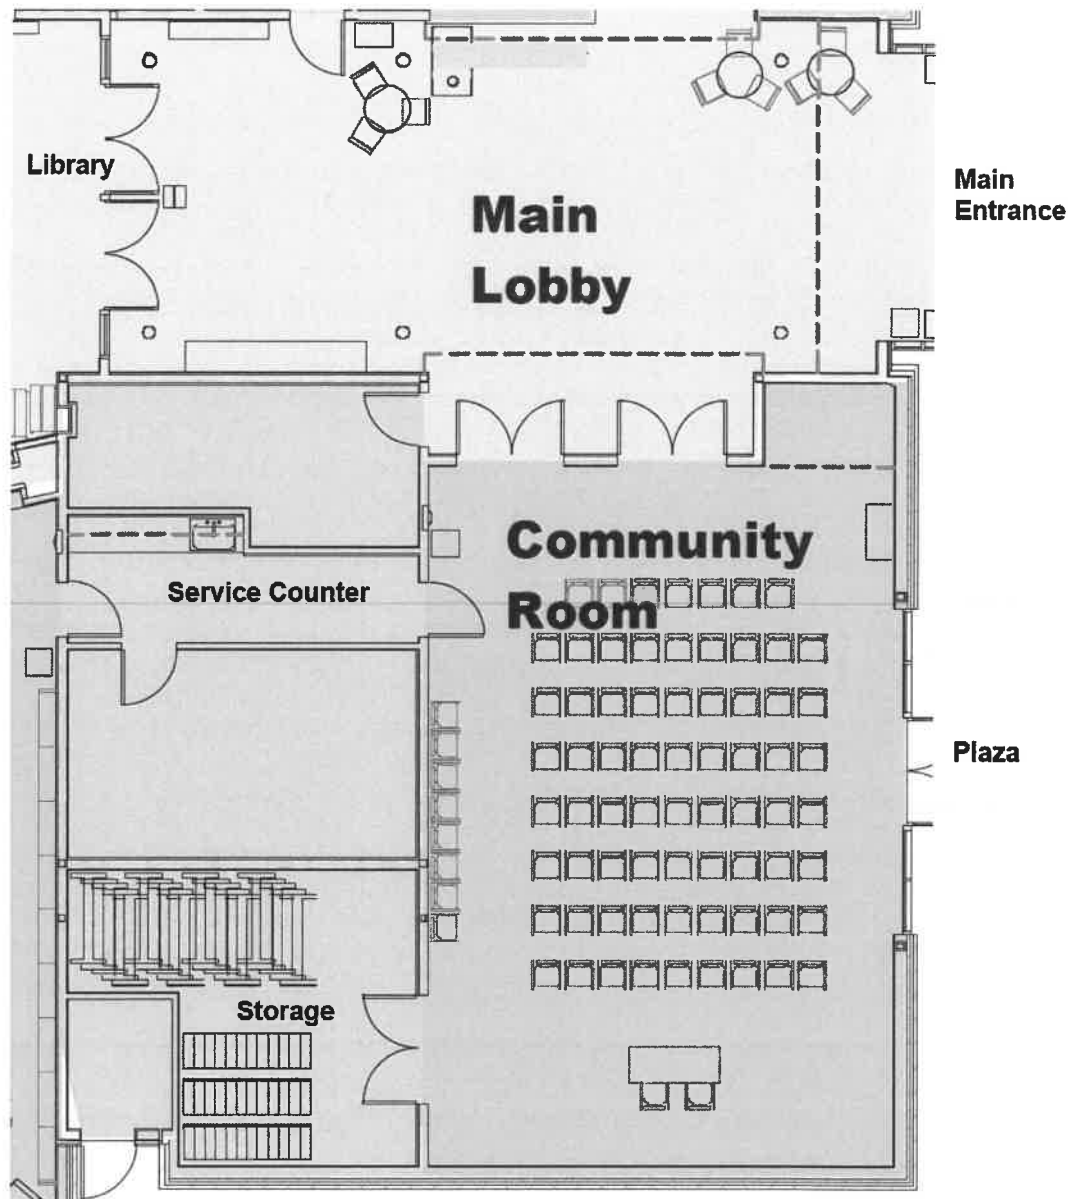 Library
Main
Lobby
Main
Entrance
Community
Room
Service Counter
Plaza
Storage